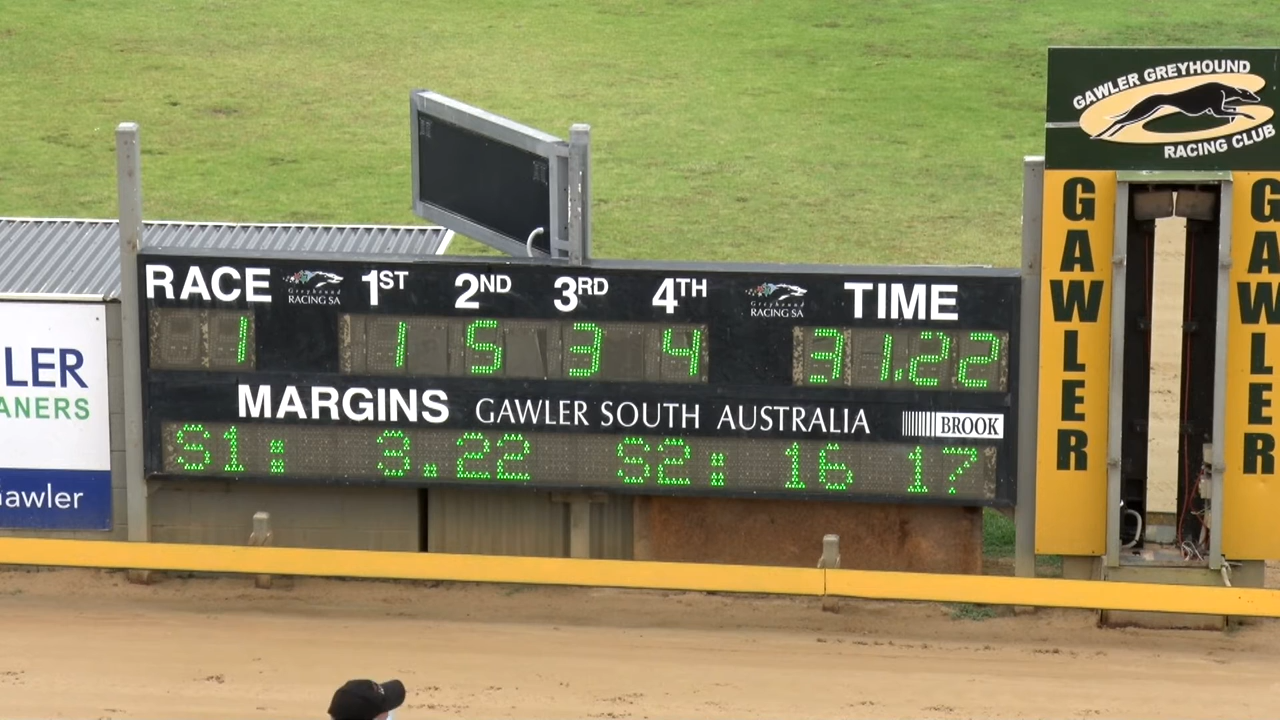 GAWLER GREYHOUND
RACING CLUB
RACE 1ST 2ND 3RD 4TH TIME
Greyhound
RACING SA
Greyhound
RACING SA
1 1 5 3 4 31.22
MARGINS GAWLER SOUTH AUSTRALIA BROOK
S1: 3.22 S2: 16 17
GAWLER
GAWLER
LER
ANERS
Gawler